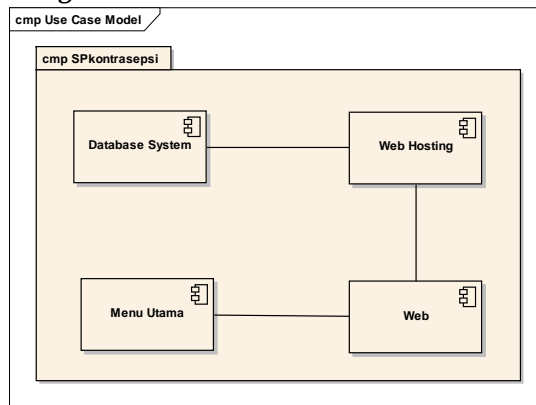 cmp Use Case Model
cmp SPkontrasepsi
Database System
Web Hosting
Menu Utama
Web